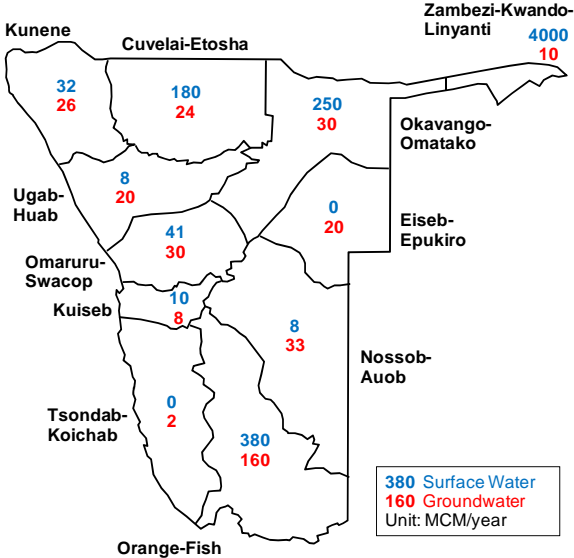 Zambezi-Kwando-
Linyanti
4000
10
Kunene
Cuvelai-Etosha
32
26
180
24
250
30
Okavango-
Omatako
8
20
Ugab-
Huab
0
20
Eiseb-
Epukiro
41
30
Omaruru-
Swacop
10
8
Kuiseb
8
33
Nossob-
Auob
0
2
Tsondab-
Koichab
380
160
380 Surface Water
160 Groundwater
Unit: MCM/year
Orange-Fish